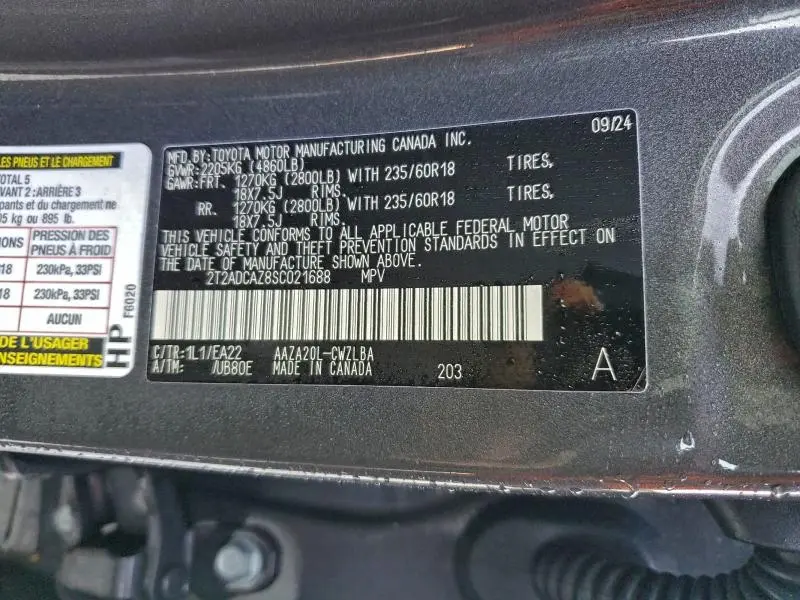 LES PNEUS ET LE CHARGEMENT
TOTAL 5
AVANT 2 : ARRIÈRE 3
pants et du chargement ne
05 kg ou 895 lb.
IONS PRESSION DES PNEUS À FROID
18 230kPa, 33PSI
18 230kPa, 33PSI
AUCUN
DE L'USAGER
ENSEIGNEMENTS
HP F6020
09/24
MFD.BY:TOYOTA MOTOR MANUFACTURING CANADA INC.
GVWR:2205KG (4860LB)
GAWR:FRT. 1270KG (2800LB) WITH 235/60R18 TIRES,
18X7.5J RIMS.
RR. 1270KG (2800LB) WITH 235/60R18 TIRES,
18X7.5J RIMS.
THIS VEHICLE CONFORMS TO ALL APPLICABLE FEDERAL MOTOR
VEHICLE SAFETY AND THEFT PREVENTION STANDARDS IN EFFECT ON
THE DATE OF MANUFACTURE SHOWN ABOVE.
2T2ADCAZ8SC021688 MPV
C/TR:1L1/EA22 AAZA20L-CWZLBA
A/TM: /UB80E MADE IN CANADA 203
A